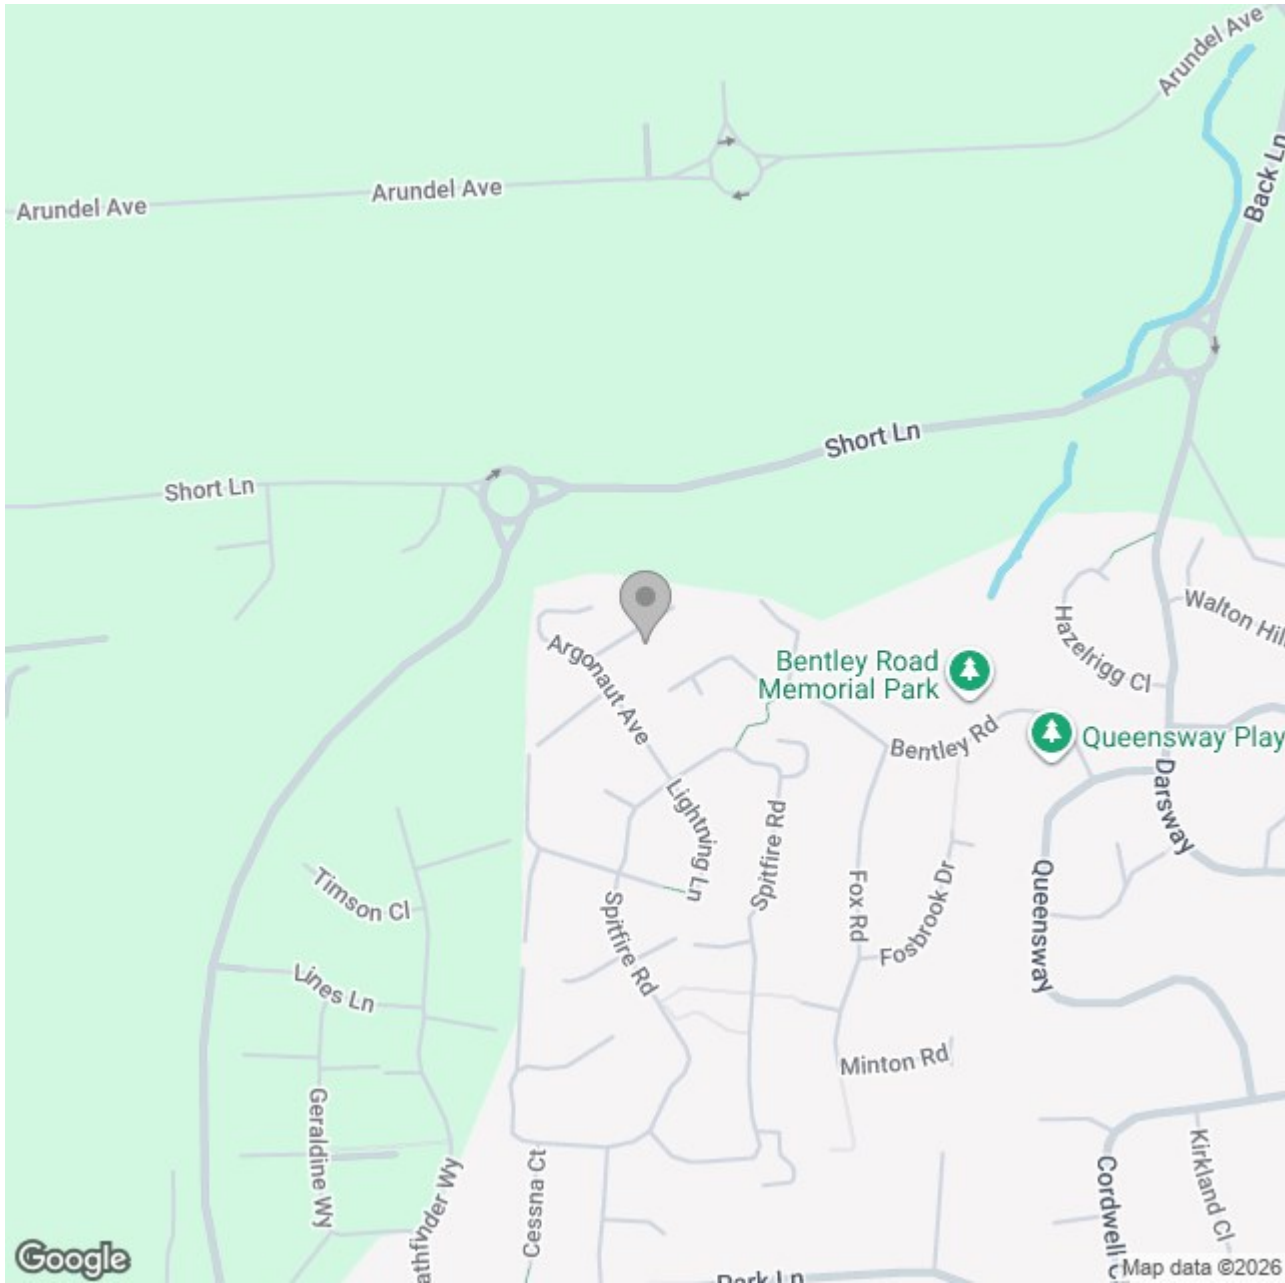 Arundel Ave
Arundel Ave
Arundel Ave
Back Ln
Short Ln
Short Ln
Walton Hill
Hazelrigg Cl
Argonaut Ave
Bentley Road
Memorial Park
Bentley Rd
Queensway Play
Darsway
Lightning Ln
Spitfire Rd
Timson Cl
Fox Rd
Fosbrook Dr
Queensway
Spitfire Rd
Lines Ln
Minton Rd
Geraldine Wy
athfinder Wy
Cessna Ct
Kirkland Cl
Cordwell C
Park Ln
Google
Map data ©2026